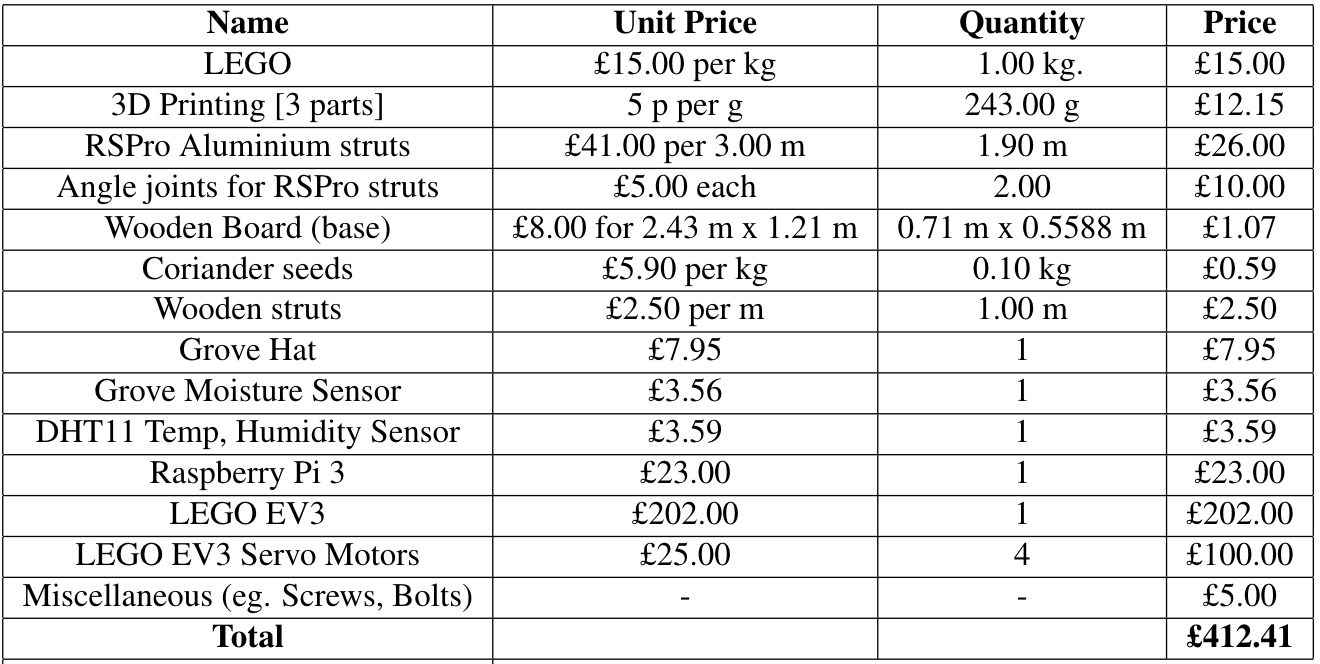 Name Unit Price Quantity Price
LEGO £15.00 per kg 1.00 kg. £15.00
3D Printing [3 parts] 5 p per g 243.00 g £12.15
RSPro Aluminium struts £41.00 per 3.00 m 1.90 m £26.00
Angle joints for RSPro struts £5.00 each 2.00 £10.00
Wooden Board (base) £8.00 for 2.43 m x 1.21 m 0.71 m x 0.5588 m £1.07
Coriander seeds £5.90 per kg 0.10 kg £0.59
Wooden struts £2.50 per m 1.00 m £2.50
Grove Hat £7.95 1 £7.95
Grove Moisture Sensor £3.56 1 £3.56
DHT11 Temp, Humidity Sensor £3.59 1 £3.59
Raspberry Pi 3 £23.00 1 £23.00
LEGO EV3 £202.00 1 £202.00
LEGO EV3 Servo Motors £25.00 4 £100.00
Miscellaneous (eg. Screws, Bolts) - - £5.00
Total £412.41